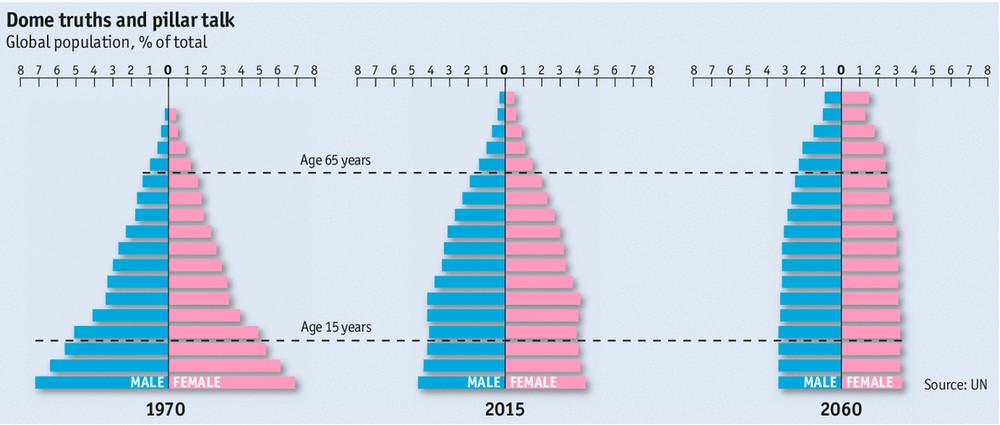 Dome truths and pillar talk
Global population, % of total
8 7 6 5 4 3 2 1 0 1 2 3 4 5 6 7 8
8 7 6 5 4 3 2 1 0 1 2 3 4 5 6 7 8
8 7 6 5 4 3 2 1 0 1 2 3 4 5 6 7 8
Age 65 years
Age 15 years
MALE FEMALE
MALE FEMALE
MALE FEMALE
Source: UN
1970
2015
2060